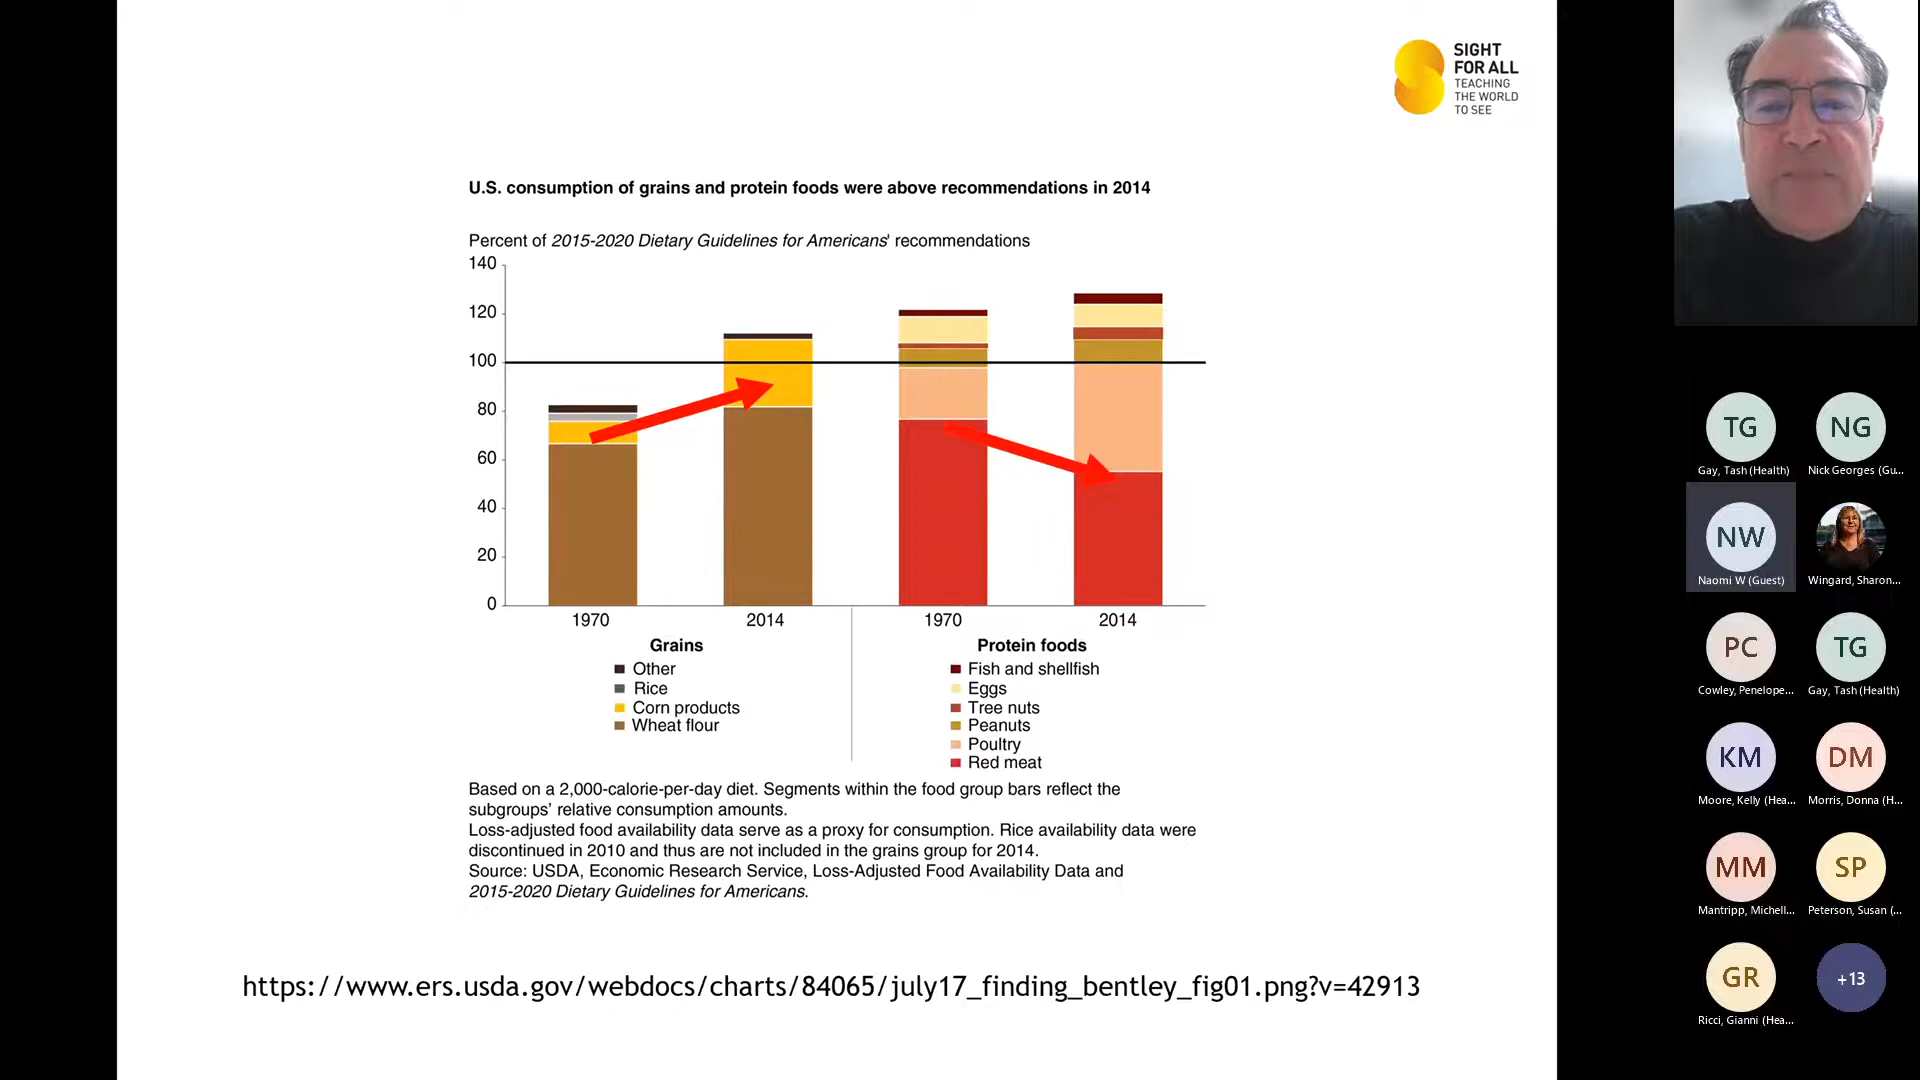 SIGHT
FOR ALL
TEACHING
THE WORLD
TO SEE
U.S. consumption of grains and protein foods were above recommendations in 2014
Percent of 2015-2020 Dietary Guidelines for Americans' recommendations
140
120
100
80
60
40
20
0
1970
2014
1970
2014
Grains
Other
Rice
Corn products
Wheat flour
Protein foods
Fish and shellfish
Eggs
Tree nuts
Peanuts
Poultry
Red meat
Based on a 2,000-calorie-per-day diet. Segments within the food group bars reflect the
subgroups' relative consumption amounts.
Loss-adjusted food availability data serve as a proxy for consumption. Rice availability data were
discontinued in 2010 and thus are not included in the grains group for 2014.
Source: USDA, Economic Research Service, Loss-Adjusted Food Availability Data and
2015-2020 Dietary Guidelines for Americans.
https://www.ers.usda.gov/webdocs/charts/84065/july17_finding_bentley_fig01.png?v=42913
TG
Gay, Tash (Health)
NG
Nick Georges (Gu...
NW
Naomi W (Guest)
Wingard, Sharon...
PC
Cowley, Penelope...
TG
Gay, Tash (Health)
KM
Moore, Kelly (Hea...
DM
Morris, Donna (H...
MM
Mantripp, Michell...
SP
Peterson, Susan (...
GR
Ricci, Gianni (Hea...
+13